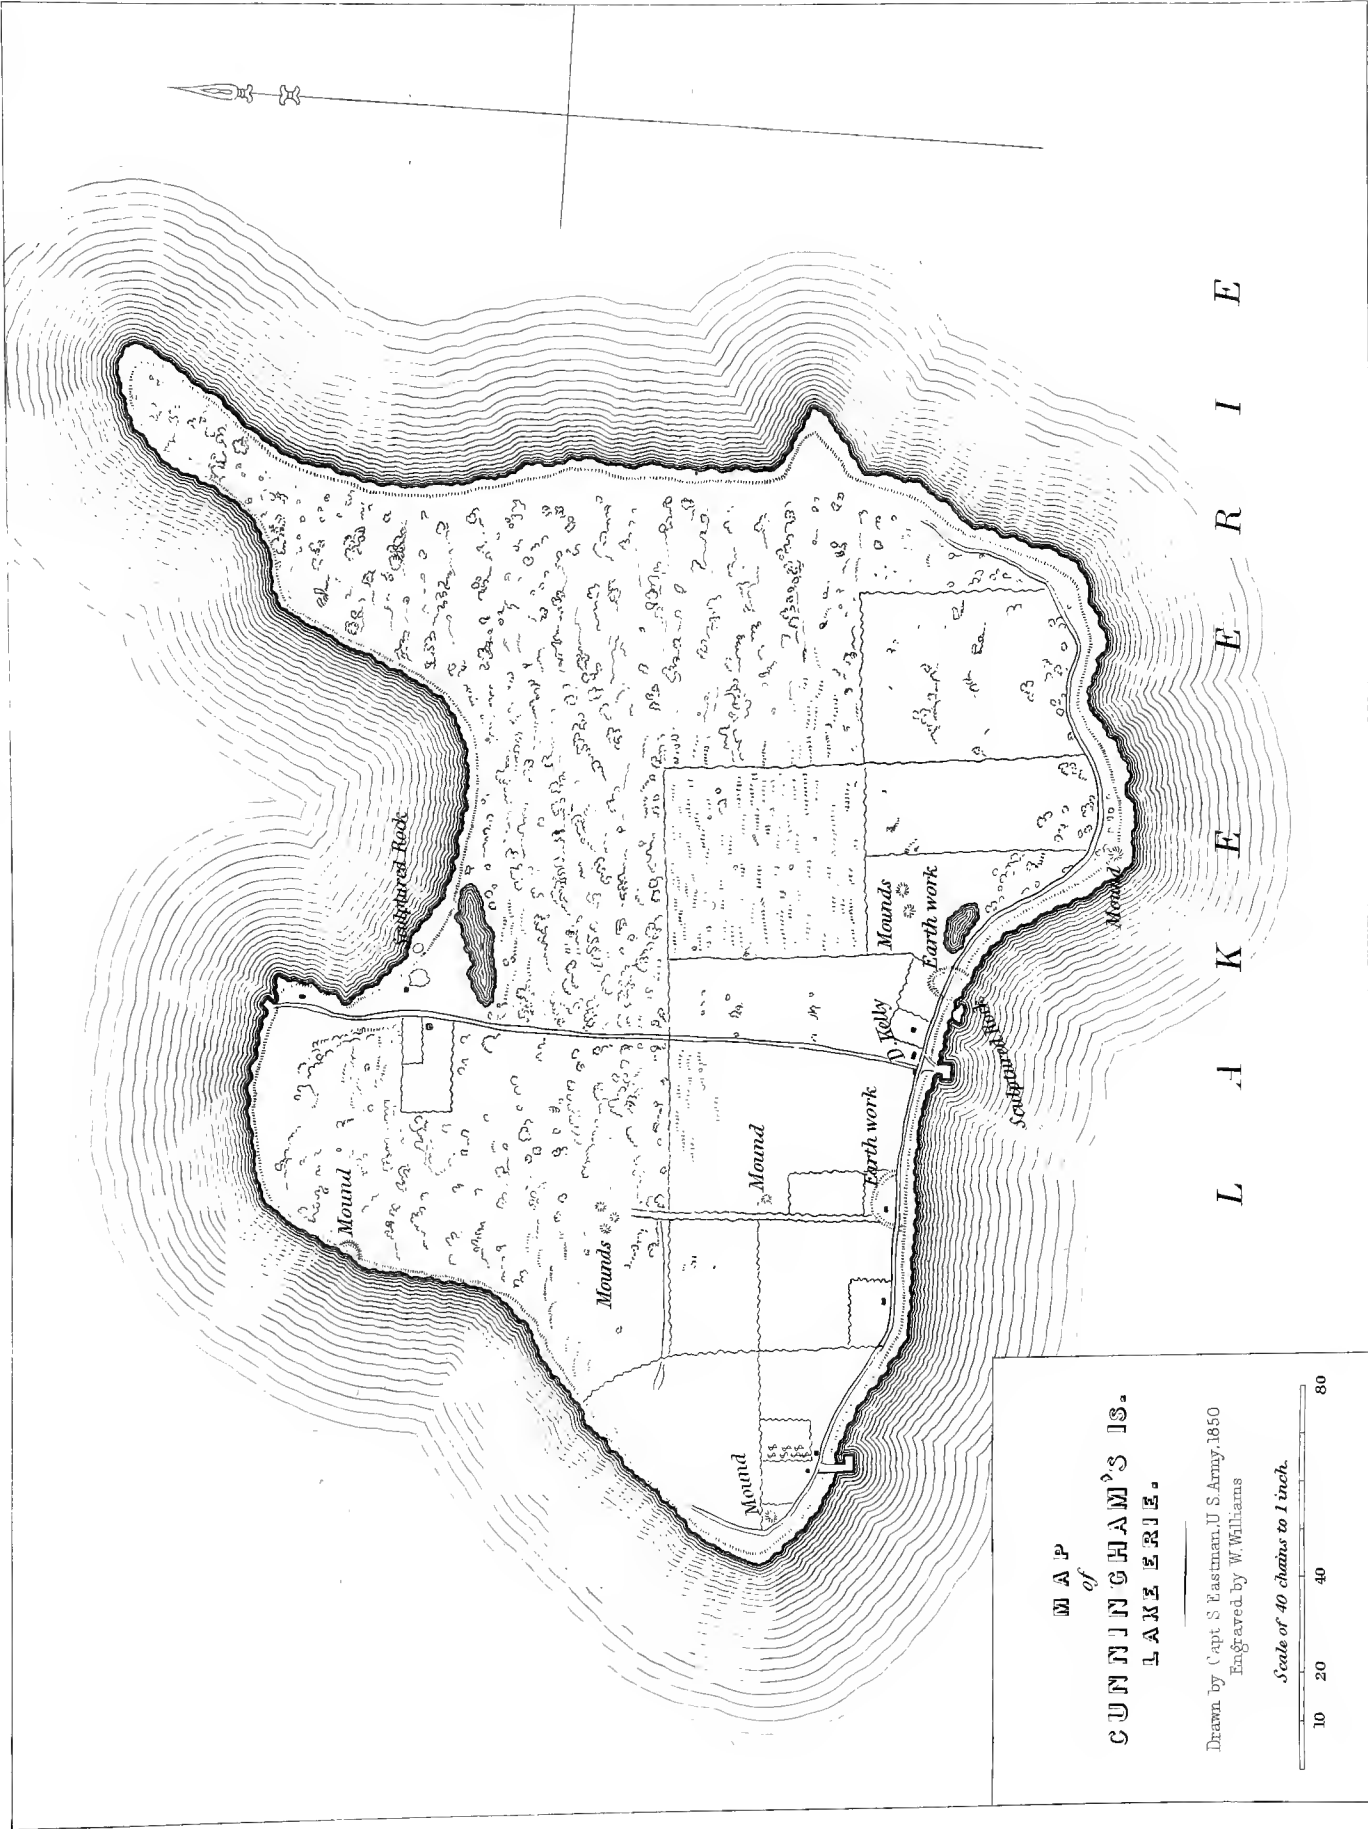 MAP
of
CUNNINGHAM'S IS.
LAKE ERIE.
Drawn by Capt S Eastman. U S. Army. 1850
Engraved by W. Williams
Scale of 40 chains to 1 inch.
10 20 40 80
LAKE ERIE
Sculptured Rock
Mound
Mounds
Mound
Mound
Earth work
D. Kelly
Mounds
Earth work
Sculptured Rock
Mound